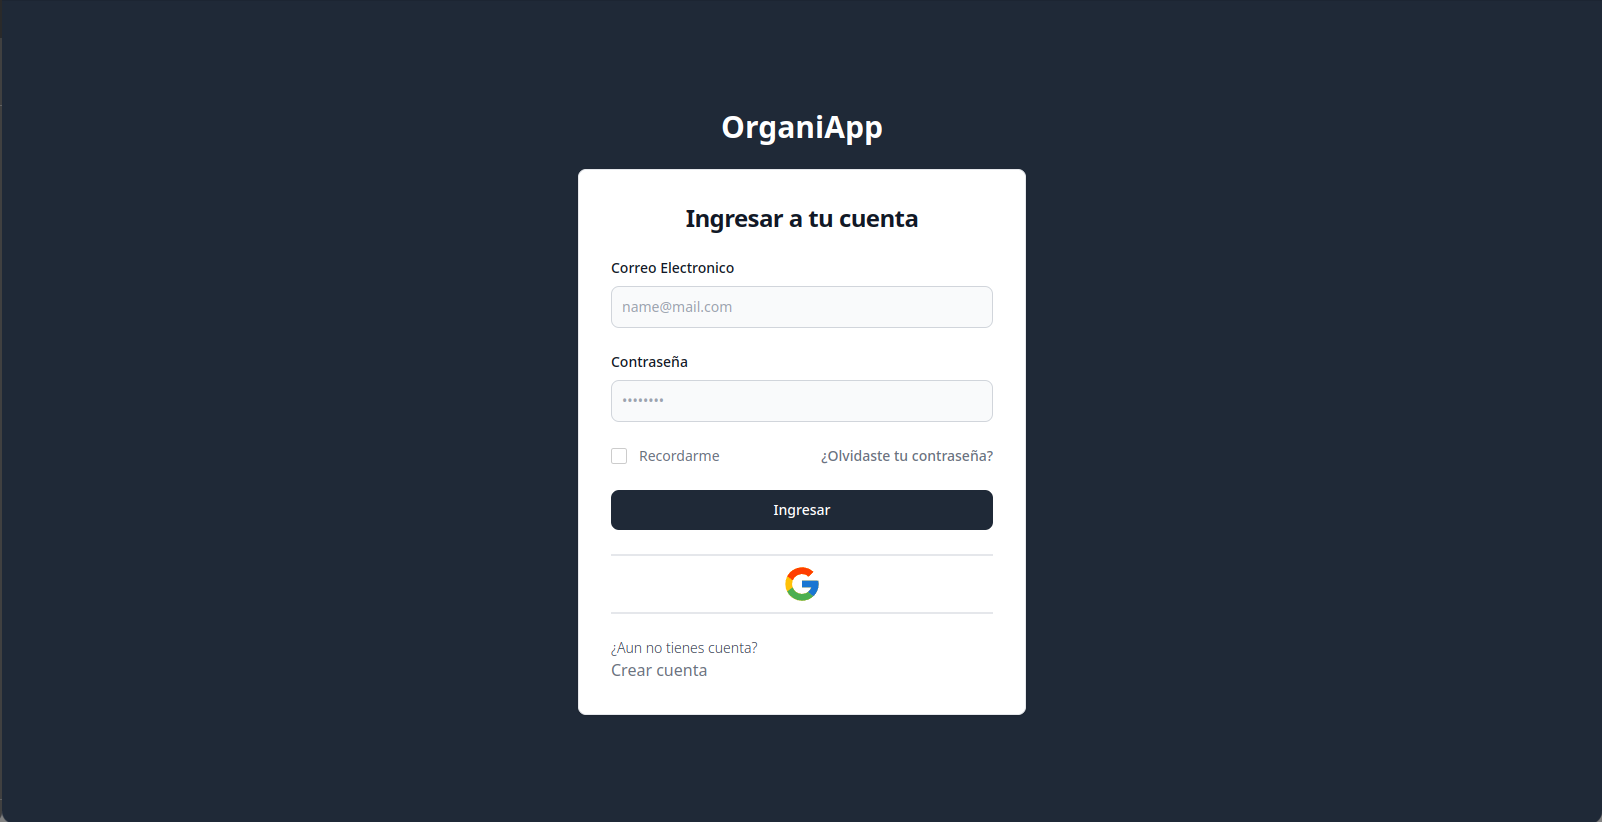 OrganiApp
Ingresar a tu cuenta
Correo Electronico
name@mail.com
Contraseña
••••••••
Recordarme
¿Olvidaste tu contraseña?
Ingresar
¿Aun no tienes cuenta?
Crear cuenta